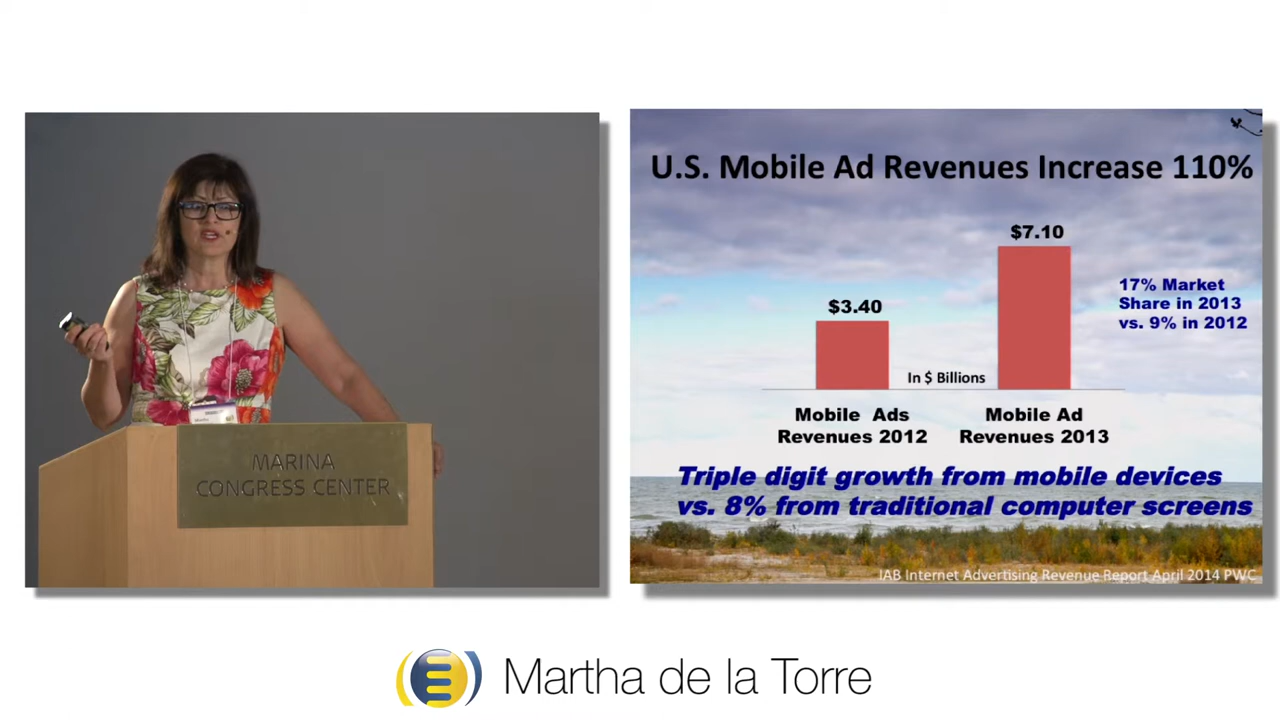 MARINA
CONGRESS CENTER
U.S. Mobile Ad Revenues Increase 110%
$7.10
17% Market
Share in 2013
vs. 9% in 2012
$3.40
In $ Billions
Mobile Ads
Revenues 2012
Mobile Ad
Revenues 2013
Triple digit growth from mobile devices
vs. 8% from traditional computer screens
IAB Internet Advertising Revenue Report April 2014 PWC
Martha de la Torre